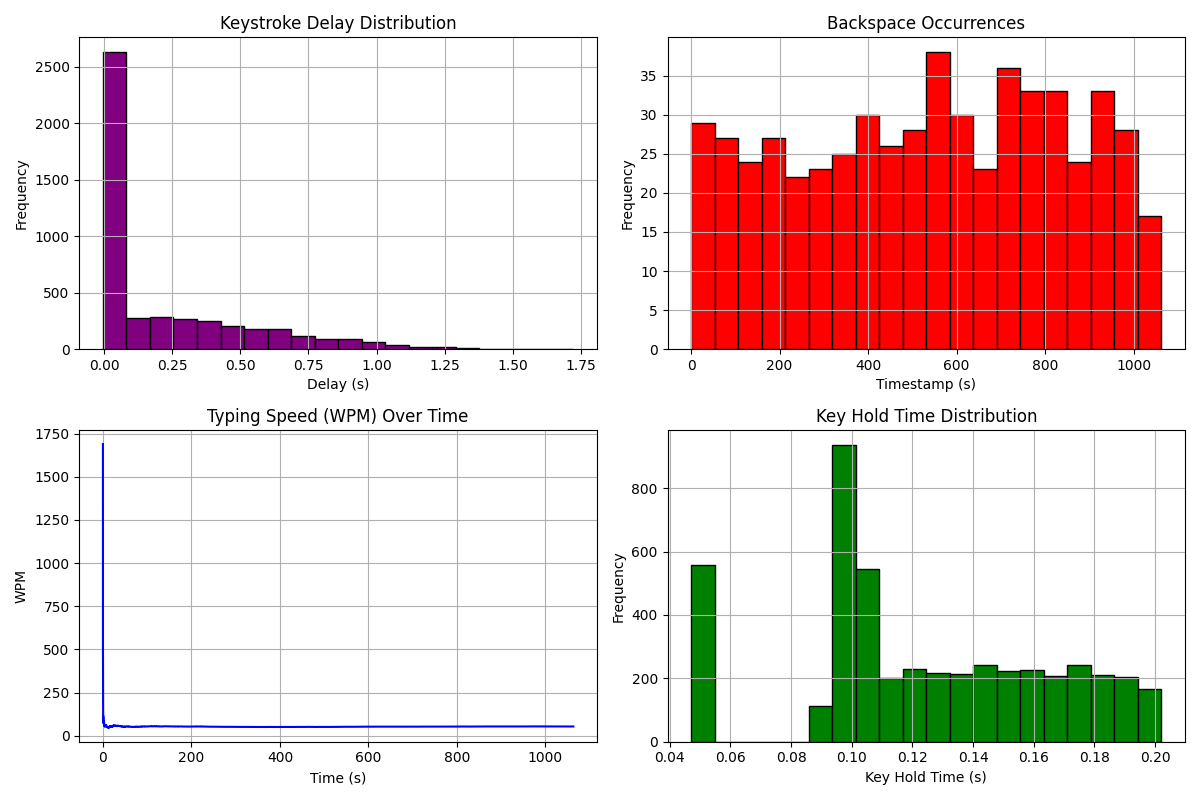 Keystroke Delay Distribution
Frequency
2500
2000
1500
1000
500
0
0.00 0.25 0.50 0.75 1.00 1.25 1.50 1.75
Delay (s)
Backspace Occurrences
Frequency
35
30
25
20
15
10
5
0
0 200 400 600 800 1000
Timestamp (s)
Typing Speed (WPM) Over Time
WPM
1750
1500
1250
1000
750
500
250
0
0 200 400 600 800 1000
Time (s)
Key Hold Time Distribution
Frequency
800
600
400
200
0
0.04 0.06 0.08 0.10 0.12 0.14 0.16 0.18 0.20
Key Hold Time (s)